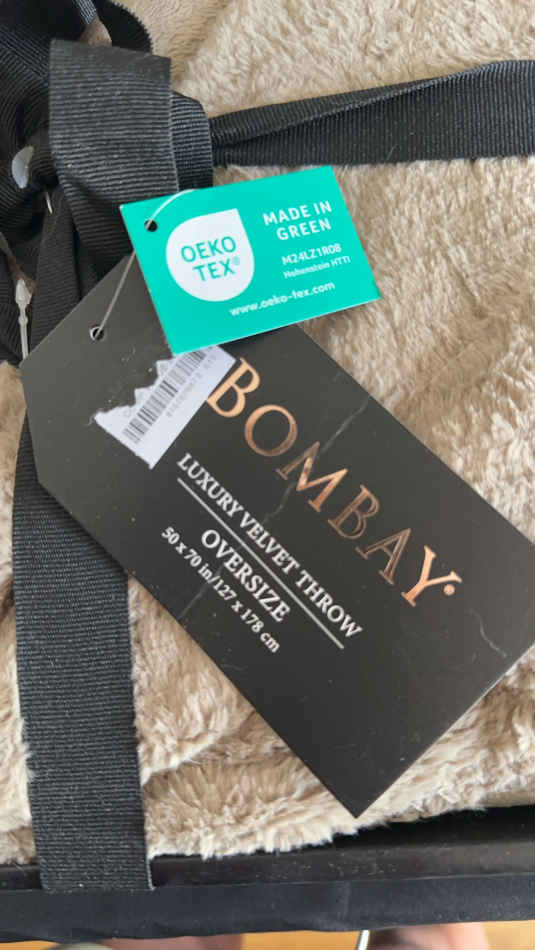 OEKO
TEX®
MADE IN
GREEN
M24LZ1R0B
Hohenstein HTTI
www.oeko-tex.com
BOMBAY®
LUXURY VELVET THROW
OVERSIZE
50 x 70 in/127 x 178 cm